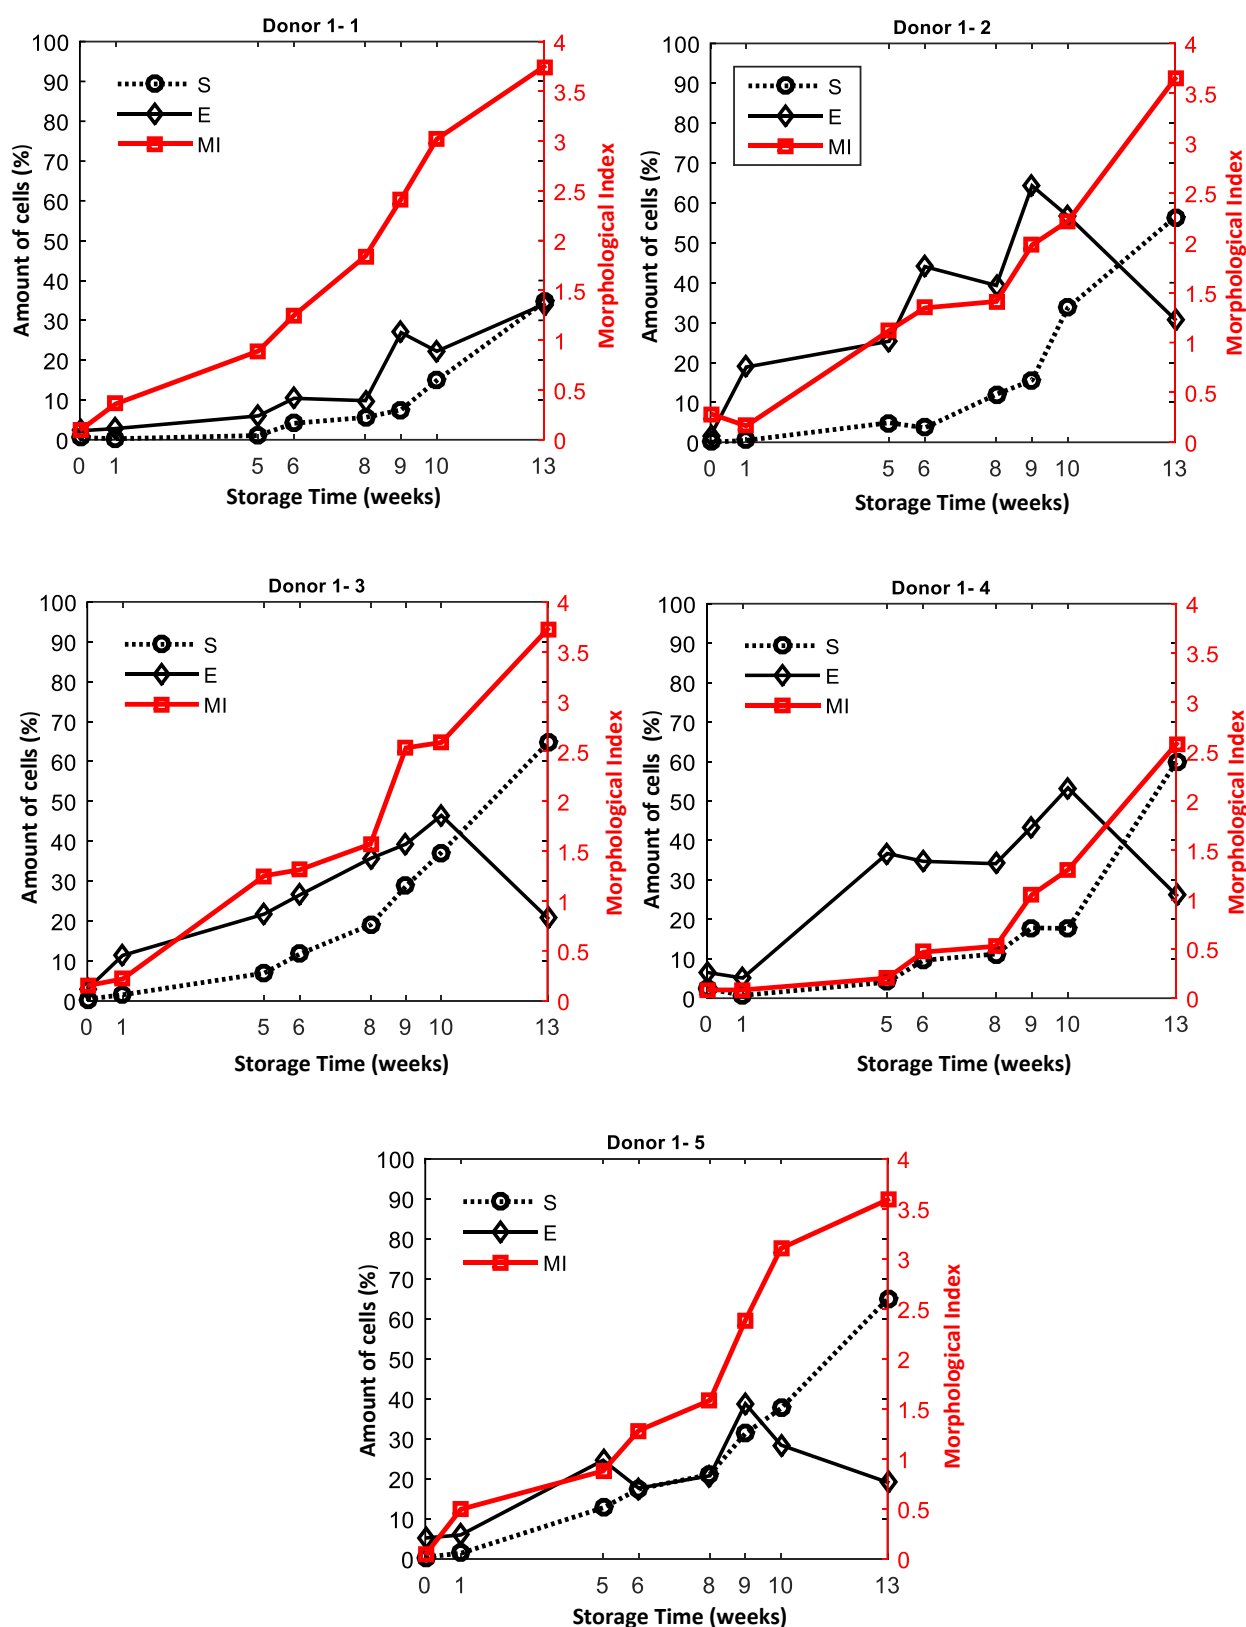 Donor 1- 1
100
90
80
70
60
50
40
30
20
10
0
Amount of cells (%)
S
E
MI
4
3.5
3
2.5
2
1.5
1
0.5
0
Morphological Index
0 1 5 6 8 9 10 13
Storage Time (weeks)
Donor 1- 2
100
90
80
70
60
50
40
30
20
10
0
Amount of cells (%)
S
E
MI
4
3.5
3
2.5
2
1.5
1
0.5
0
Morphological Index
0 1 5 6 8 9 10 13
Storage Time (weeks)
Donor 1- 3
100
90
80
70
60
50
40
30
20
10
0
Amount of cells (%)
S
E
MI
4
3.5
3
2.5
2
1.5
1
0.5
0
Morphological Index
0 1 5 6 8 9 10 13
Storage Time (weeks)
Donor 1- 4
100
90
80
70
60
50
40
30
20
10
0
Amount of cells (%)
S
E
MI
4
3.5
3
2.5
2
1.5
1
0.5
0
Morphological Index
0 1 5 6 8 9 10 13
Storage Time (weeks)
Donor 1- 5
100
90
80
70
60
50
40
30
20
10
0
Amount of cells (%)
S
E
MI
4
3.5
3
2.5
2
1.5
1
0.5
0
Morphological Index
0 1 5 6 8 9 10 13
Storage Time (weeks)